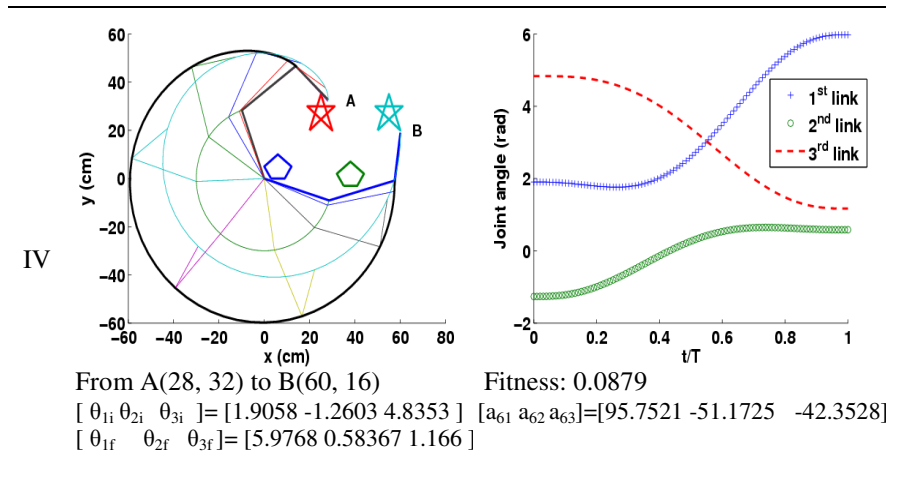 IV
60
40
20
0
−20
−40
−60
y (cm)
−60 −40 −20 0 20 40 60 80
x (cm)
A
B
6
4
2
0
−2
Joint angle (rad)
0 0.2 0.4 0.6 0.8 1
t/T
1st link
2nd link
3rd link
From A(28, 32) to B(60, 16)
Fitness: 0.0879
[ θ1i θ2i θ3i ]= [1.9058 -1.2603 4.8353 ] [a61 a62 a63]=[95.7521 -51.1725 -42.3528]
[ θ1f θ2f θ3f ]= [5.9768 0.58367 1.166 ]